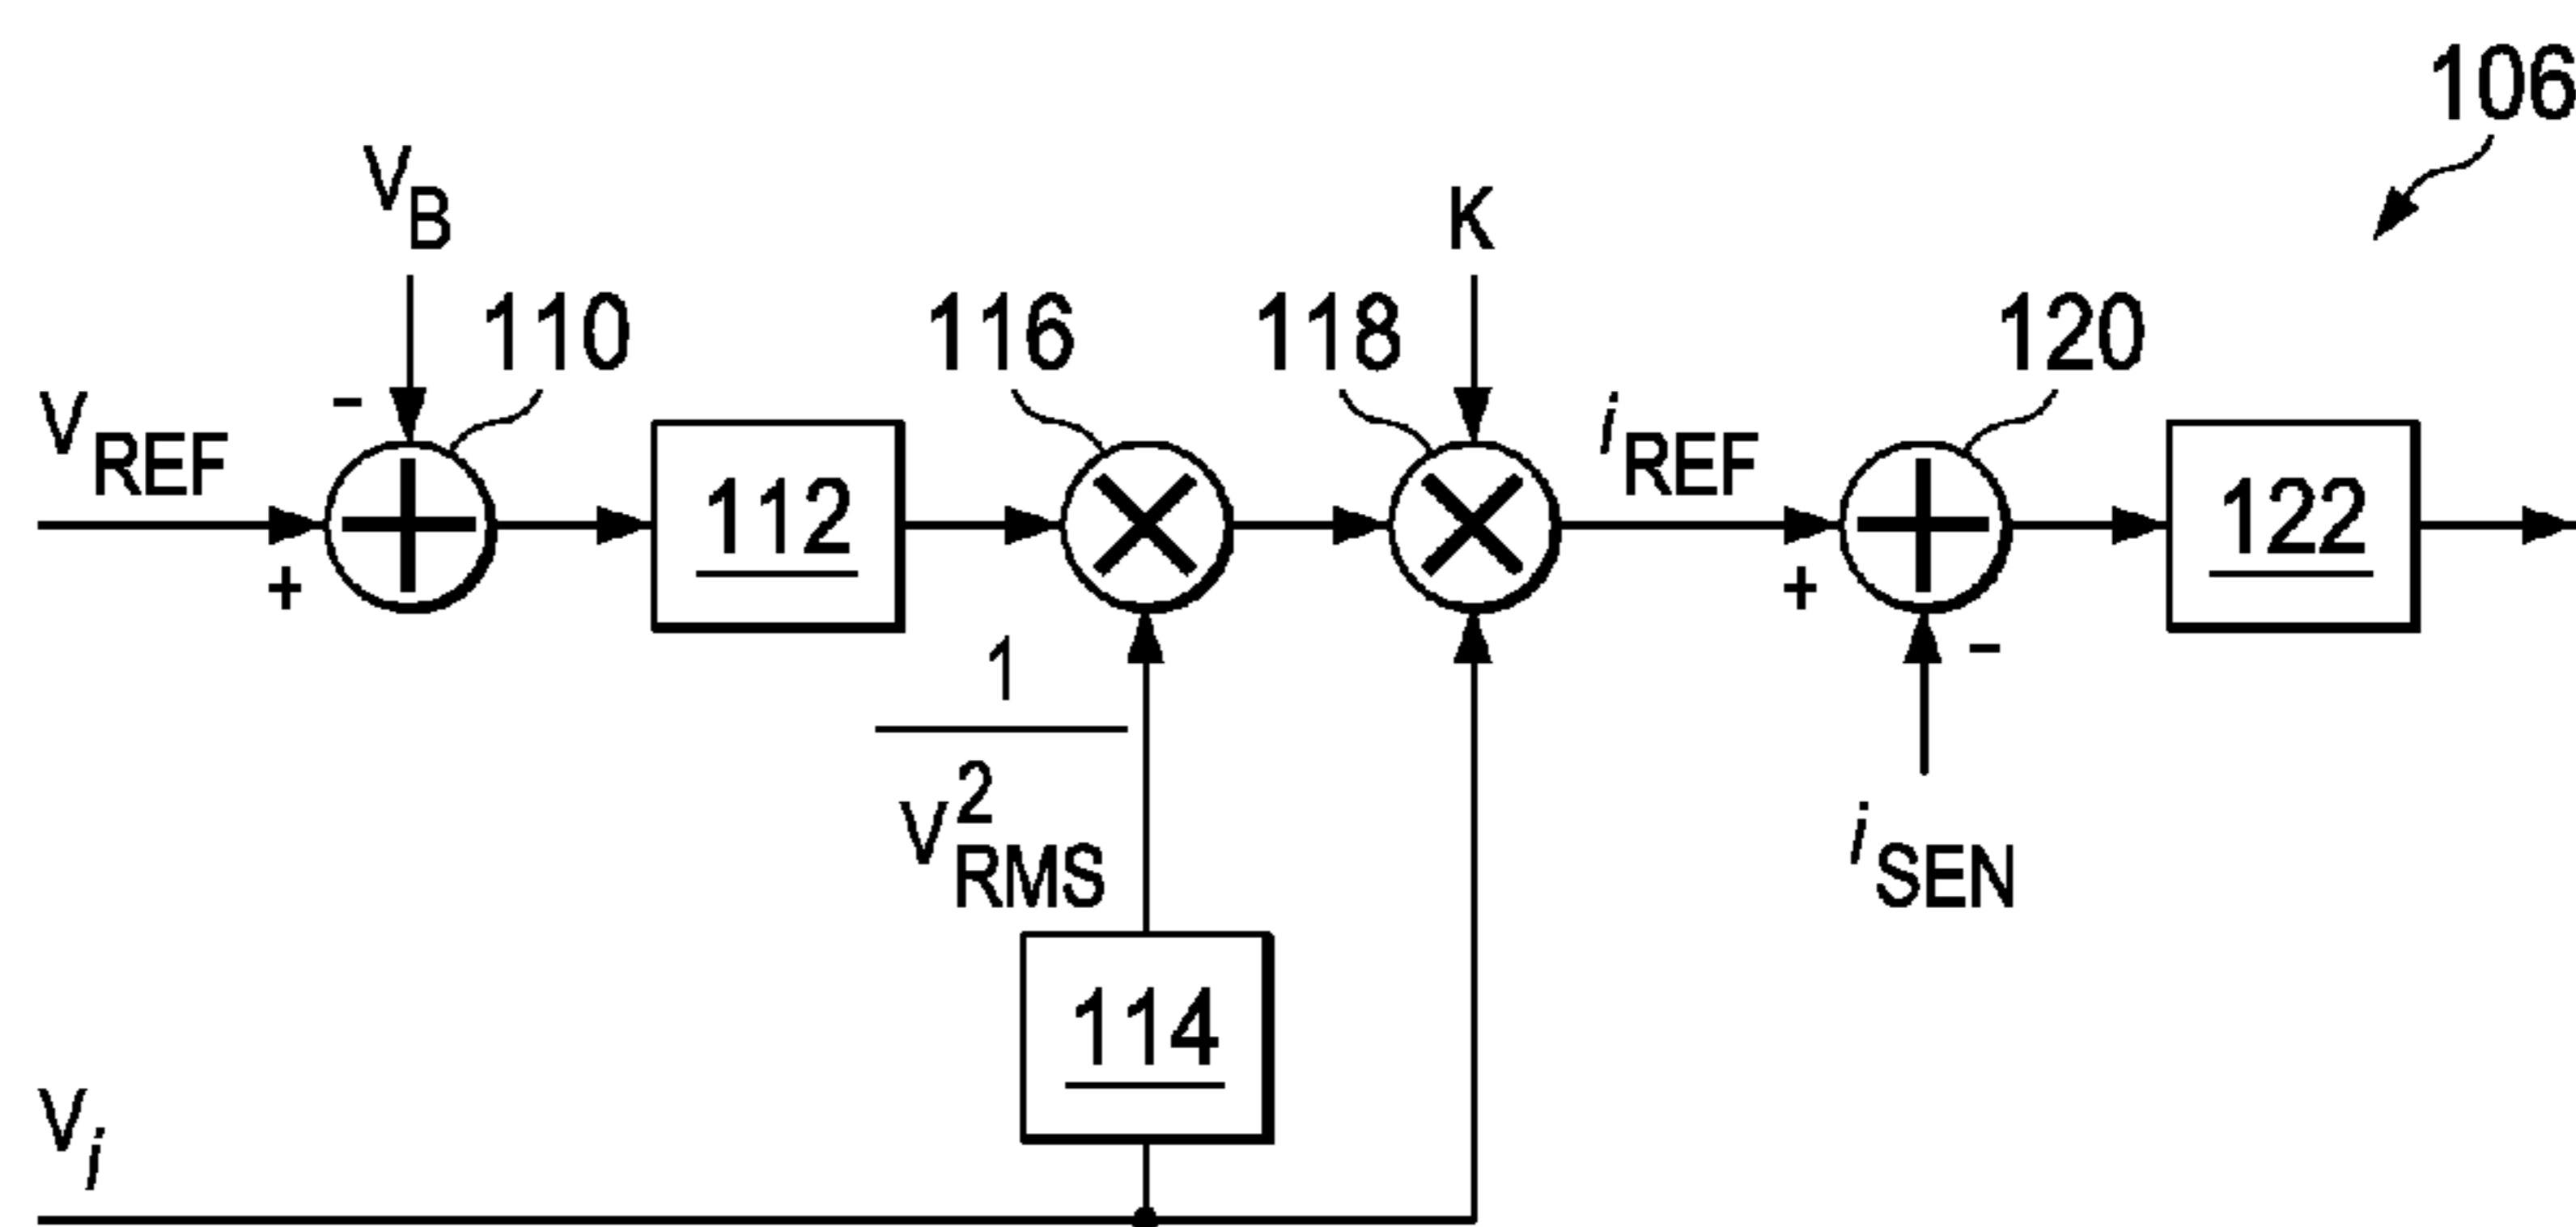 106
V_B
K
110
116
118
120
V_REF
-
i_REF
112
122
+
+
1
-
V²_RMS
i_SEN
114
V_i